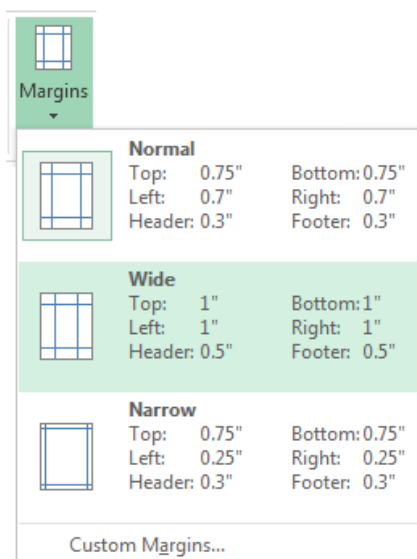 Margins
Normal
Top: 0.75" Bottom: 0.75"
Left: 0.7" Right: 0.7"
Header: 0.3" Footer: 0.3"
Wide
Top: 1" Bottom: 1"
Left: 1" Right: 1"
Header: 0.5" Footer: 0.5"
Narrow
Top: 0.75" Bottom: 0.75"
Left: 0.25" Right: 0.25"
Header: 0.3" Footer: 0.3"
Custom Margins...